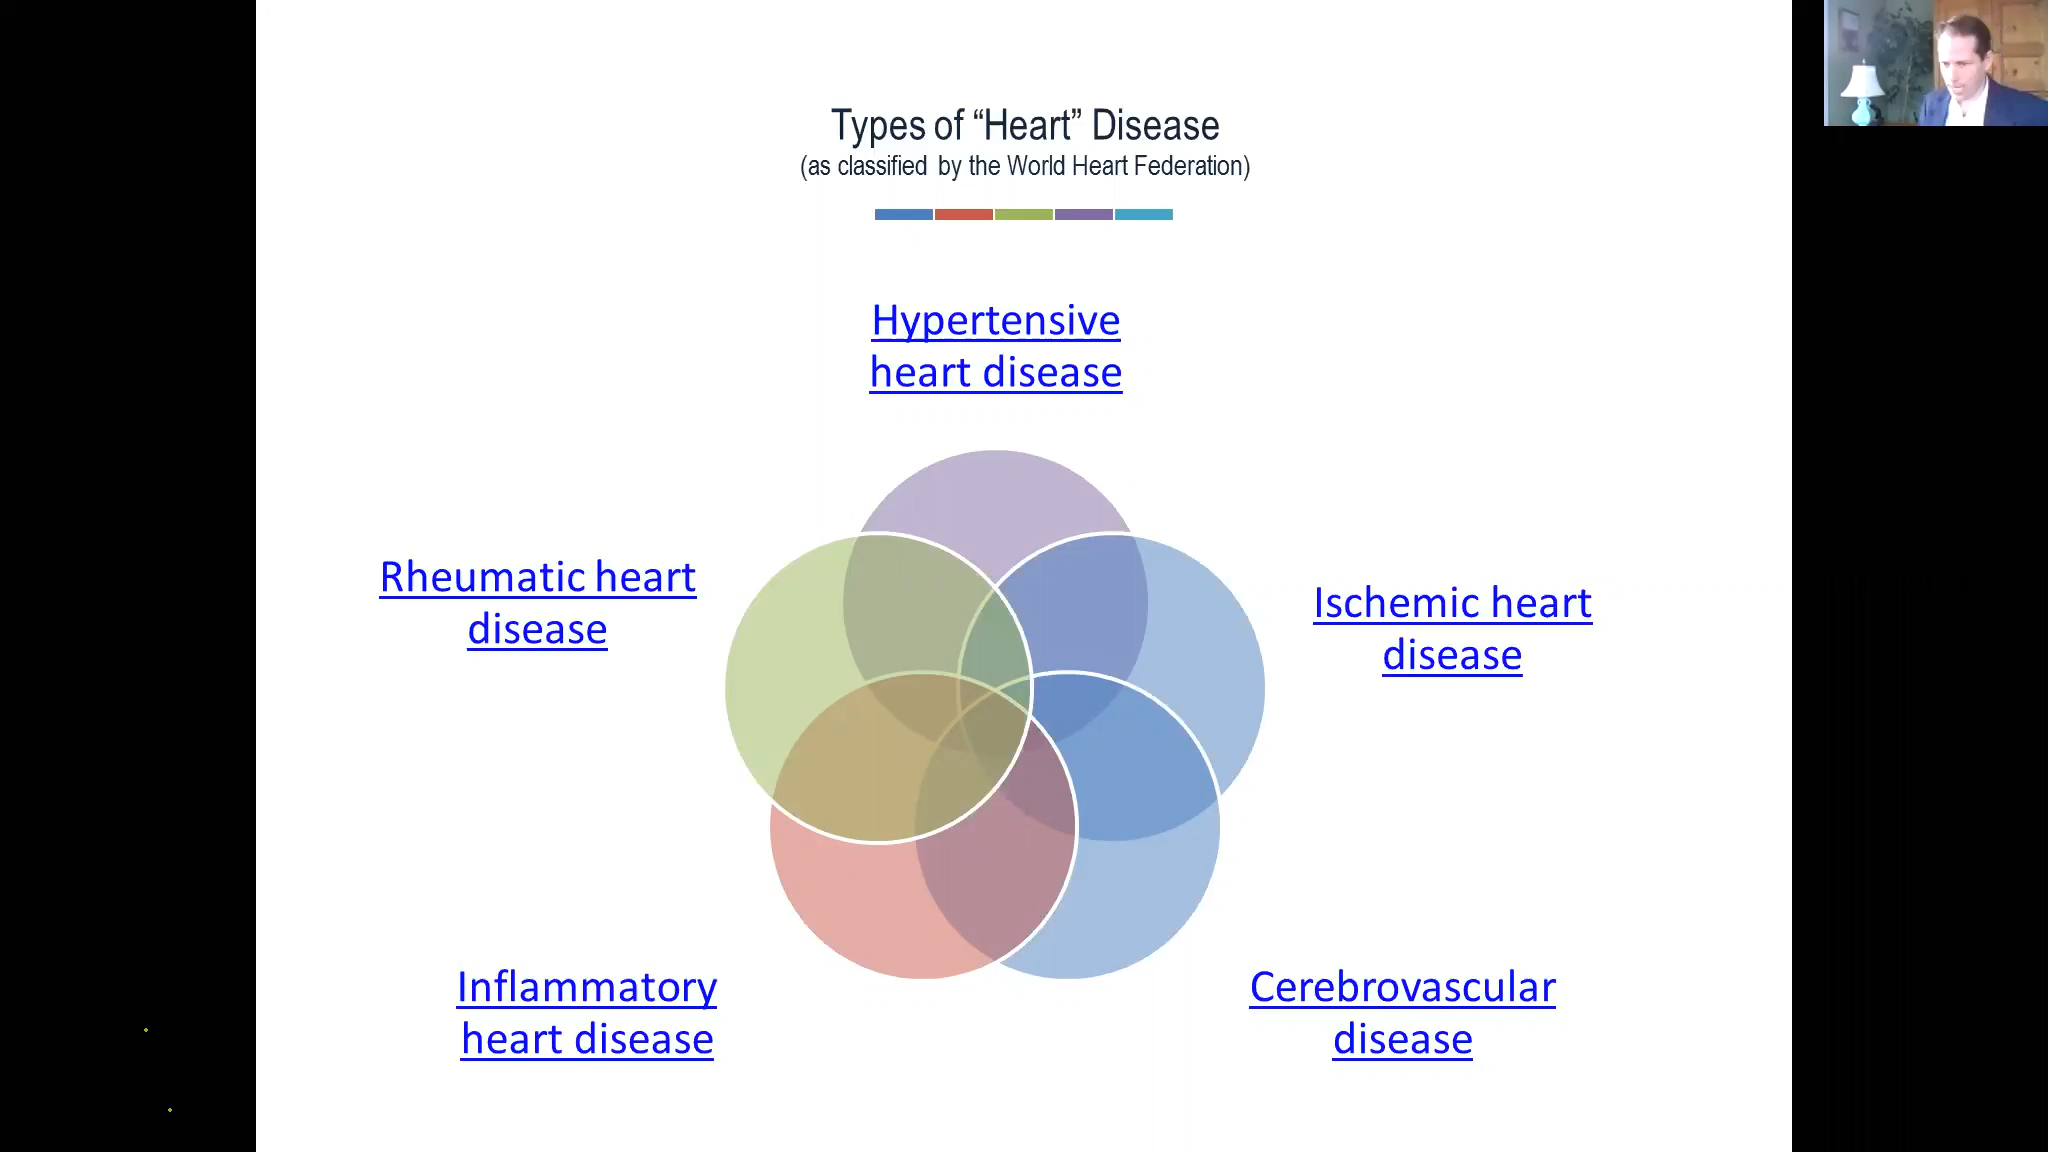 Types of “Heart” Disease
(as classified by the World Heart Federation)
Hypertensive
heart disease
Rheumatic heart
disease
Ischemic heart
disease
Inflammatory
heart disease
Cerebrovascular
disease